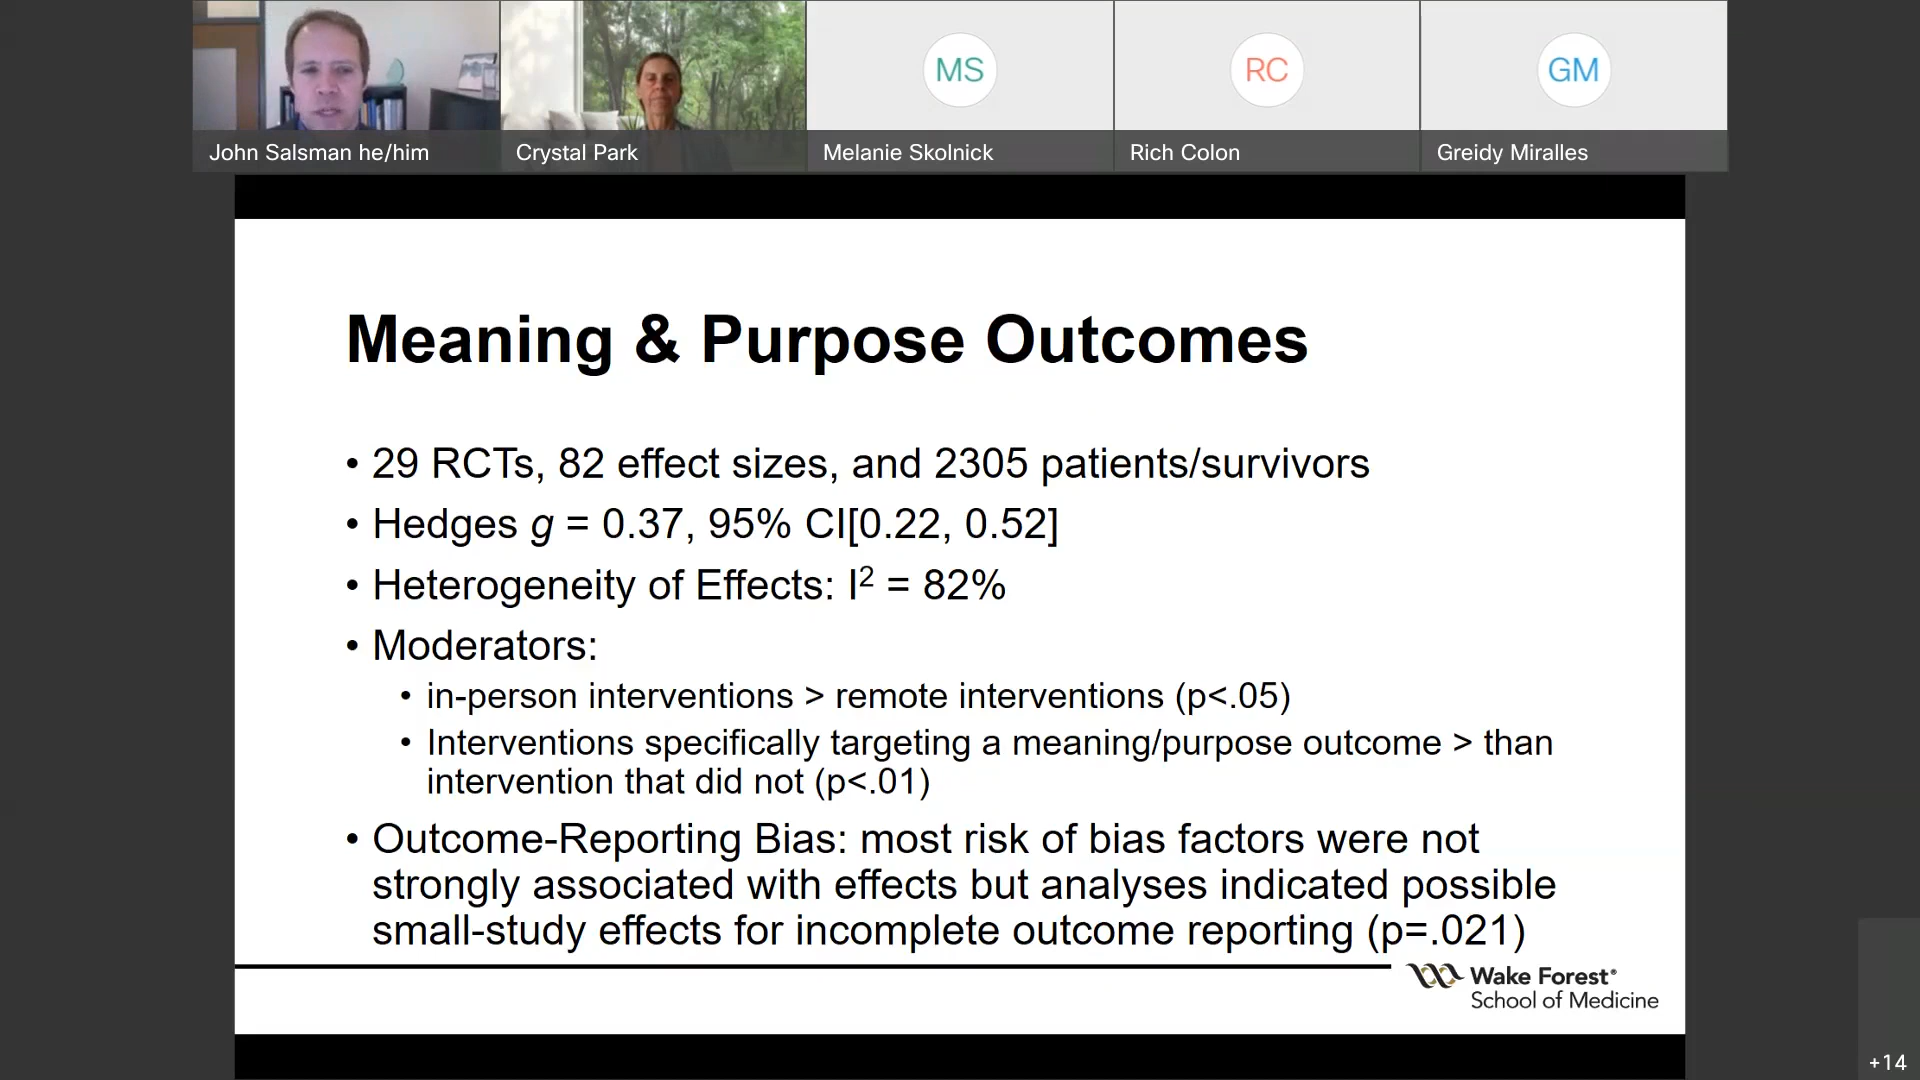 MS
RC
GM
John Salsman he/him
Crystal Park
Melanie Skolnick
Rich Colon
Greidy Miralles
Meaning & Purpose Outcomes
• 29 RCTs, 82 effect sizes, and 2305 patients/survivors
• Hedges g = 0.37, 95% CI[0.22, 0.52]
• Heterogeneity of Effects: I² = 82%
• Moderators:
• in-person interventions > remote interventions (p<.05)
• Interventions specifically targeting a meaning/purpose outcome > than
intervention that did not (p<.01)
• Outcome-Reporting Bias: most risk of bias factors were not
strongly associated with effects but analyses indicated possible
small-study effects for incomplete outcome reporting (p=.021)
Wake Forest®
School of Medicine
+14